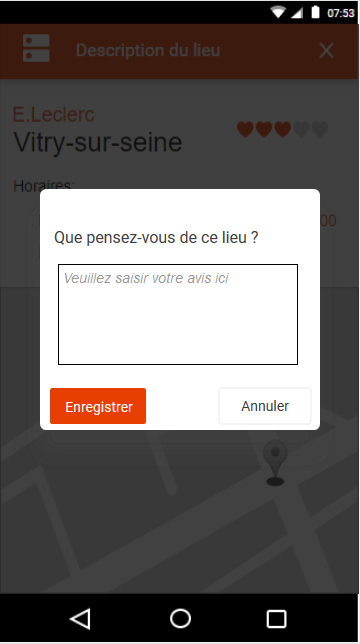 07:53
Description du lieu
E.Leclerc
Vitry-sur-seine
Horaires:
00
Que pensez-vous de ce lieu ?
Veuillez saisir votre avis ici
Enregistrer
Annuler